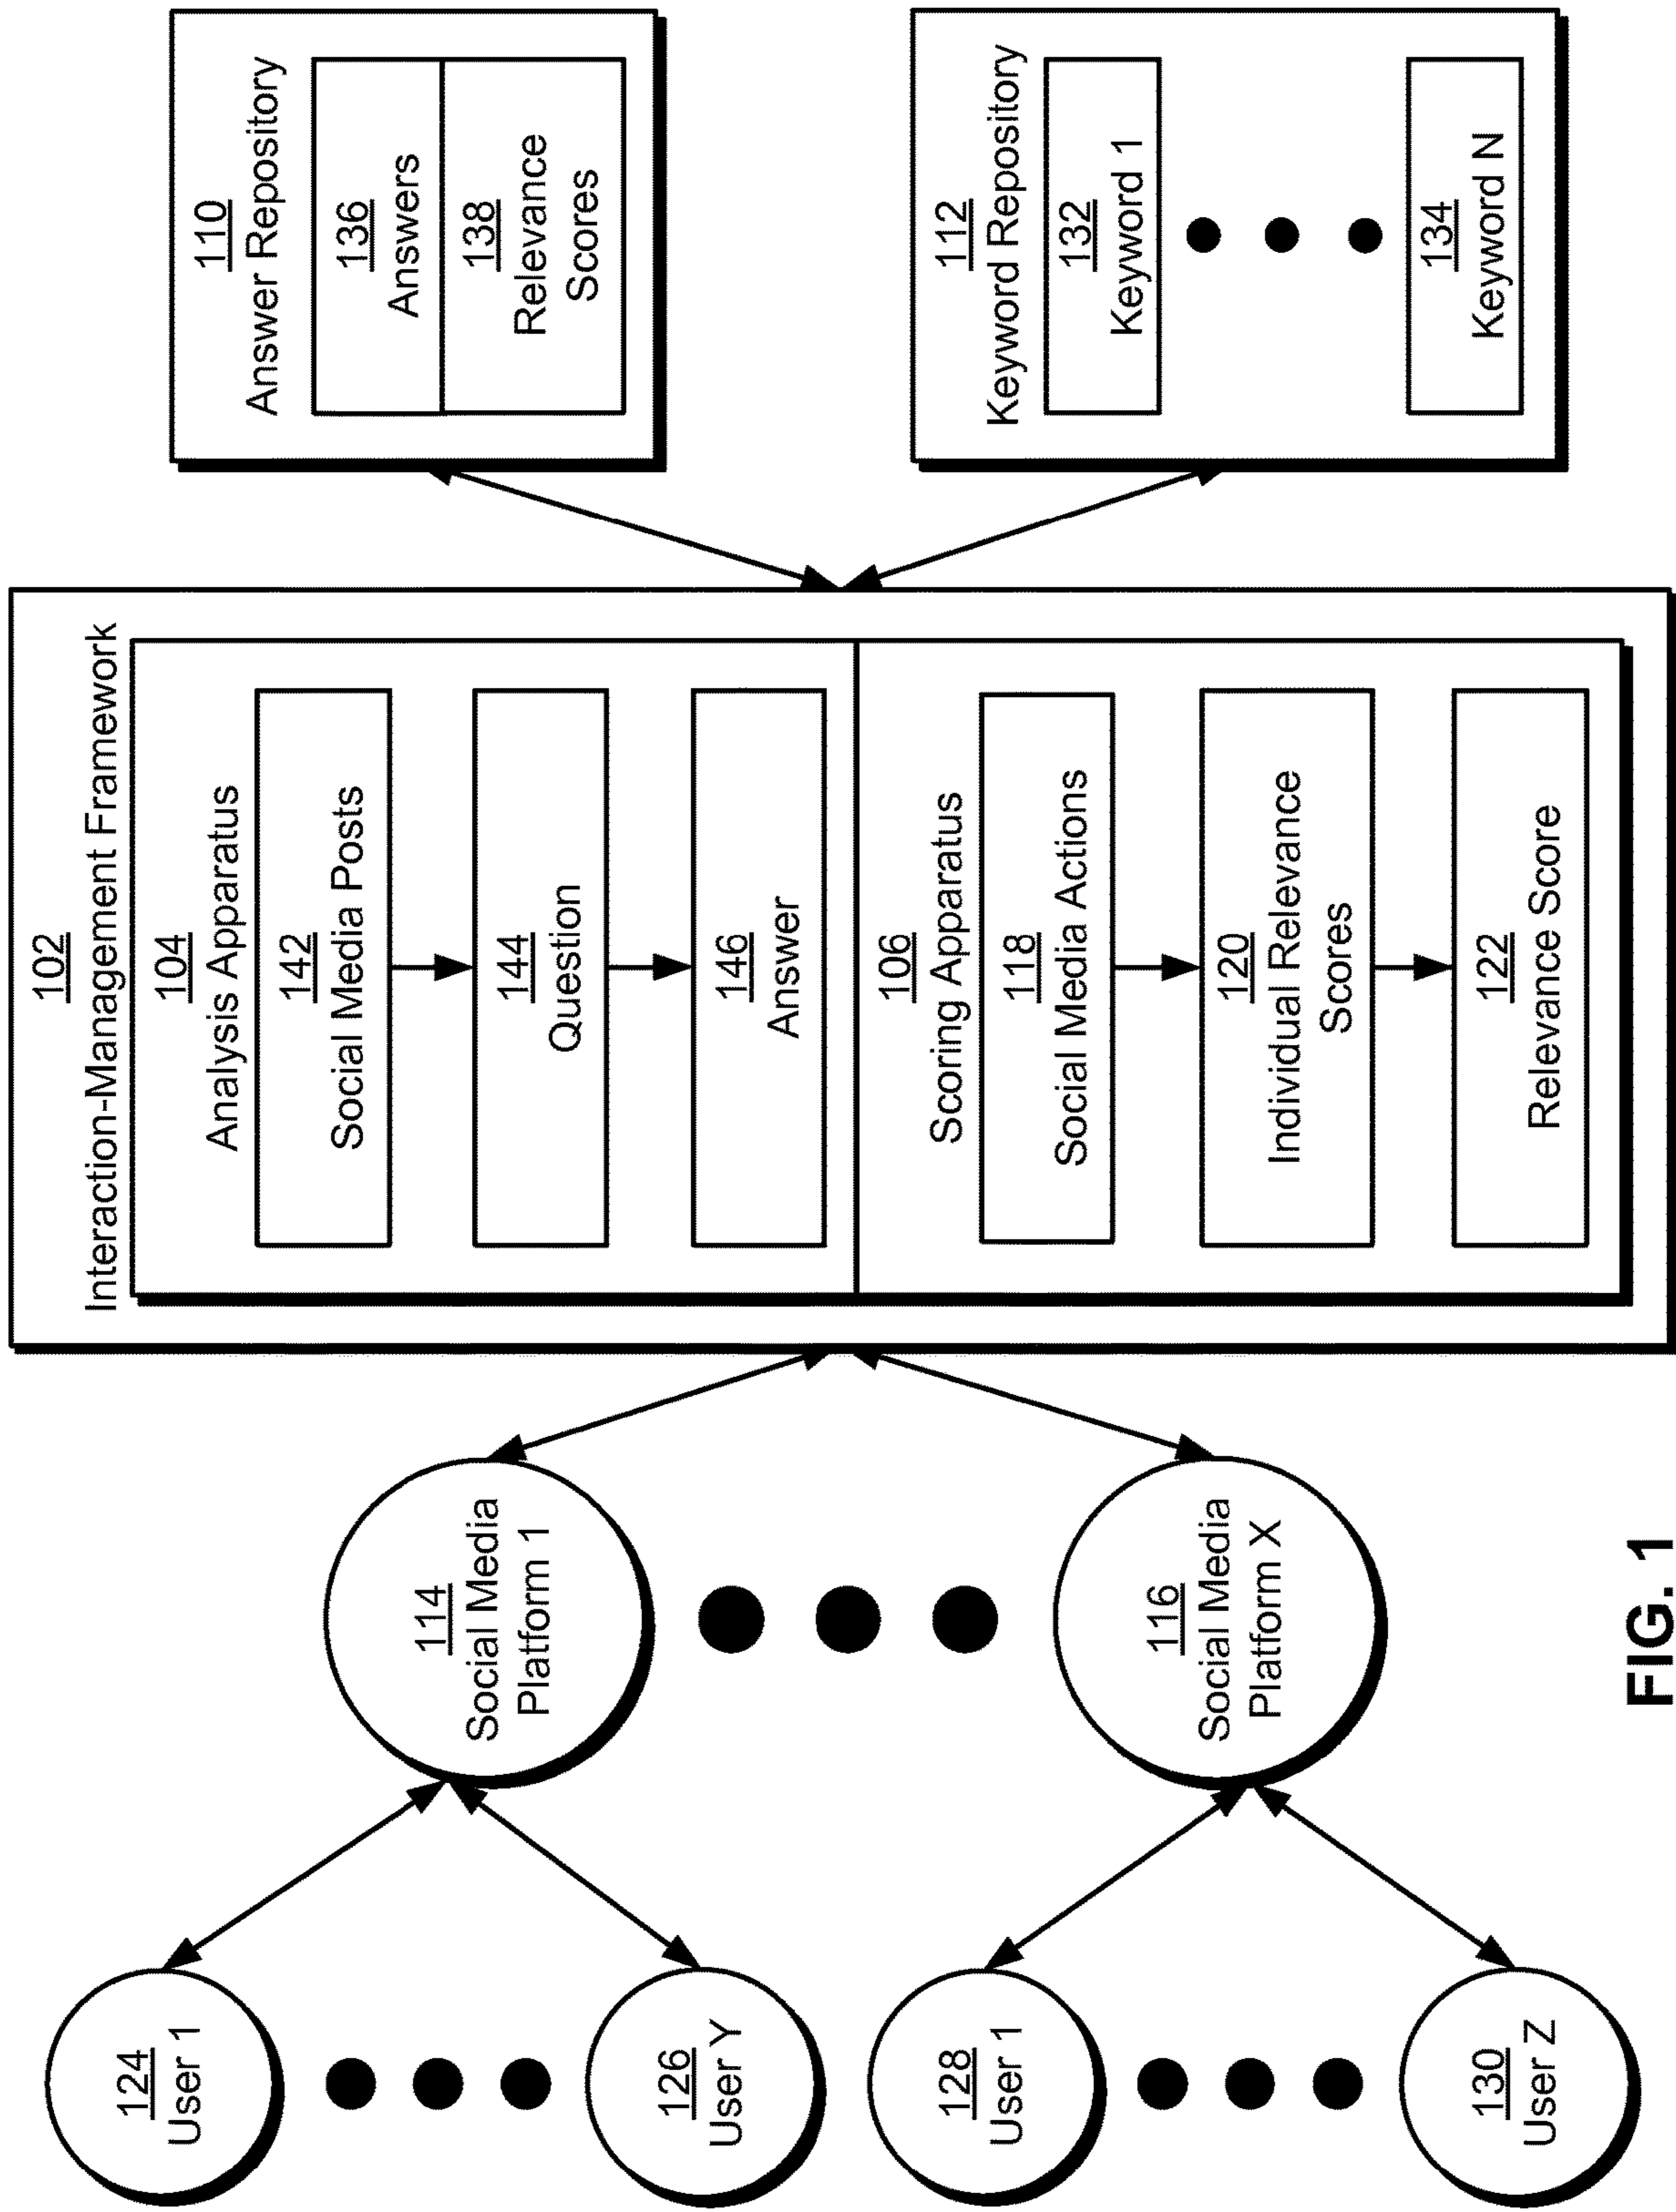 124
User 1
126
User Y
128
User 1
130
User Z
114
Social Media
Platform 1
116
Social Media
Platform X
102
Interaction-Management Framework
104
Analysis Apparatus
142
Social Media Posts
144
Question
146
Answer
106
Scoring Apparatus
118
Social Media Actions
120
Individual Relevance
Scores
122
Relevance Score
110
Answer Repository
136
Answers
138
Relevance
Scores
112
Keyword Repository
132
Keyword 1
134
Keyword N
FIG. 1